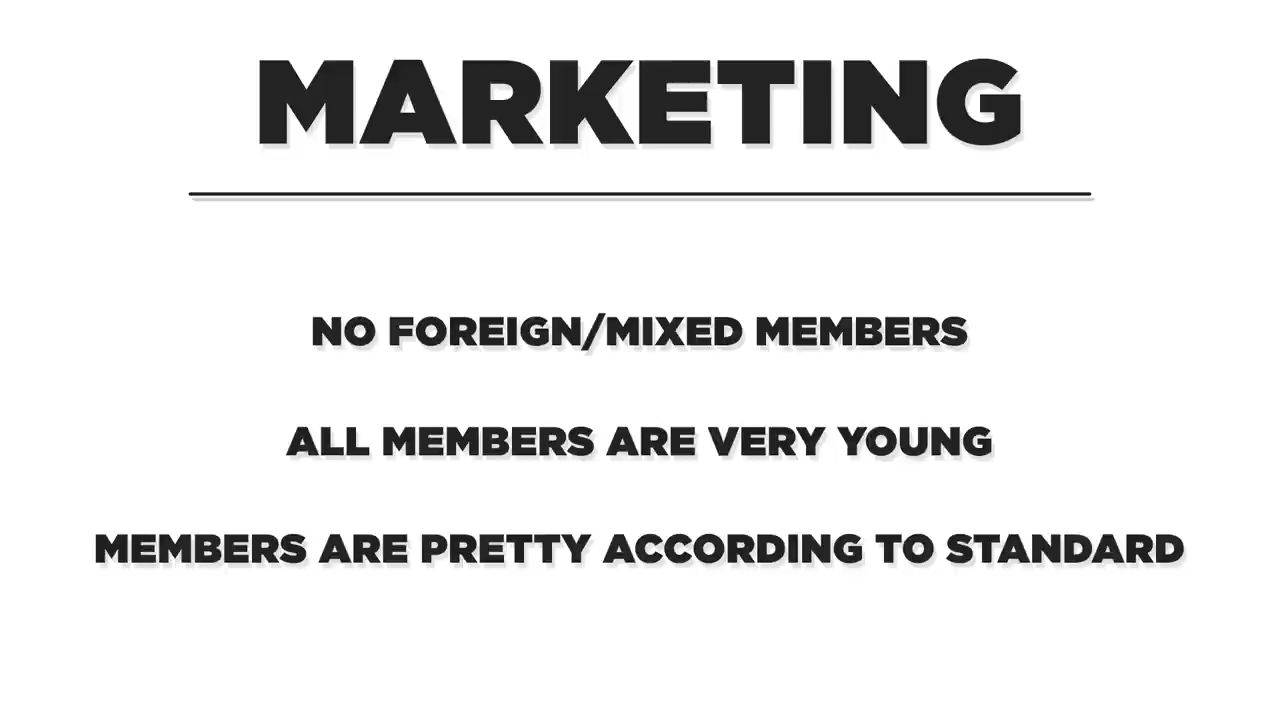 MARKETING
NO FOREIGN/MIXED MEMBERS
ALL MEMBERS ARE VERY YOUNG
MEMBERS ARE PRETTY ACCORDING TO STANDARD